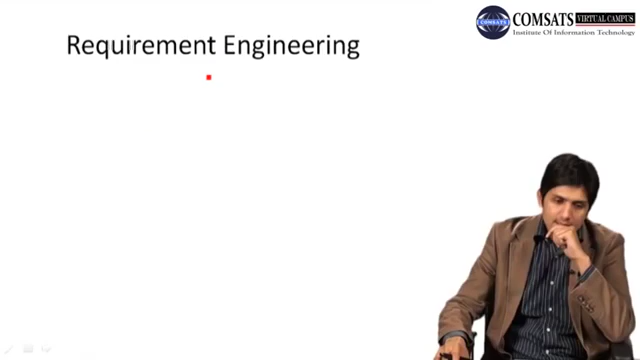 Requirement Engineering
COMSATS
COMSATS VIRTUAL CAMPUS
Institute Of Information Technology